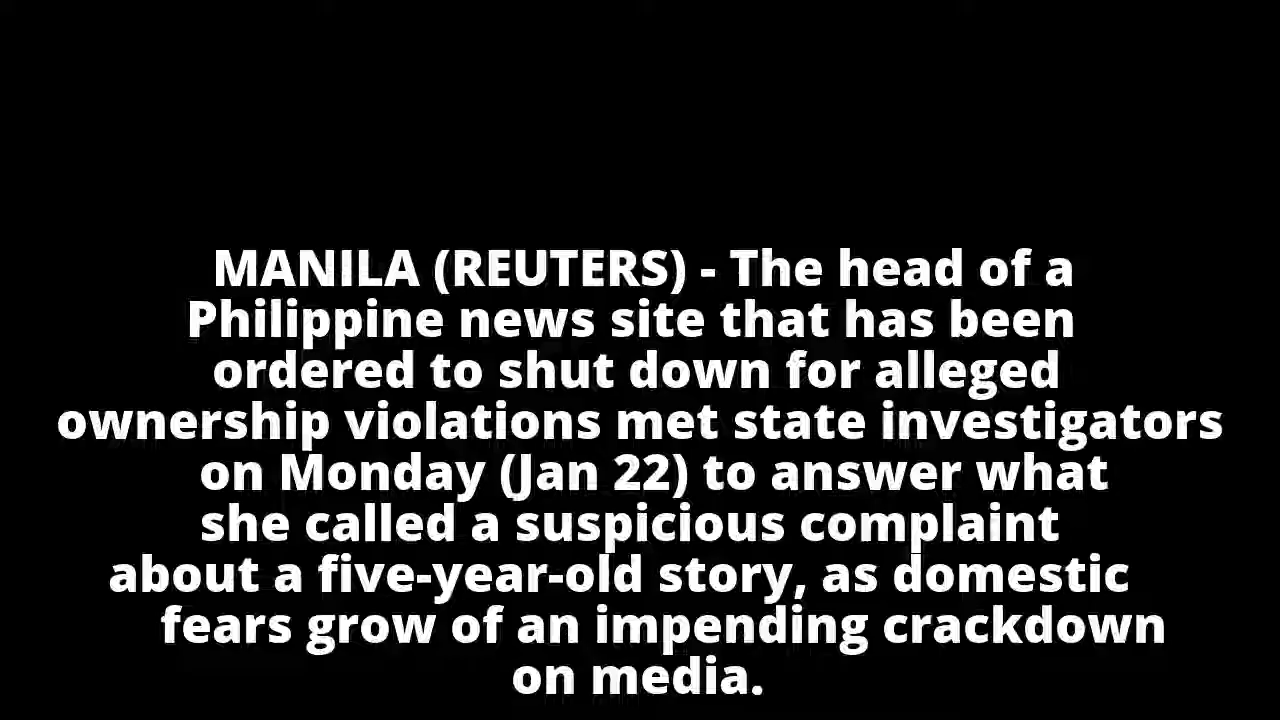 MANILA (REUTERS) - The head of a
Philippine news site that has been
ordered to shut down for alleged
ownership violations met state investigators
on Monday (Jan 22) to answer what
she called a suspicious complaint
about a five-year-old story, as domestic
fears grow of an impending crackdown
on media.